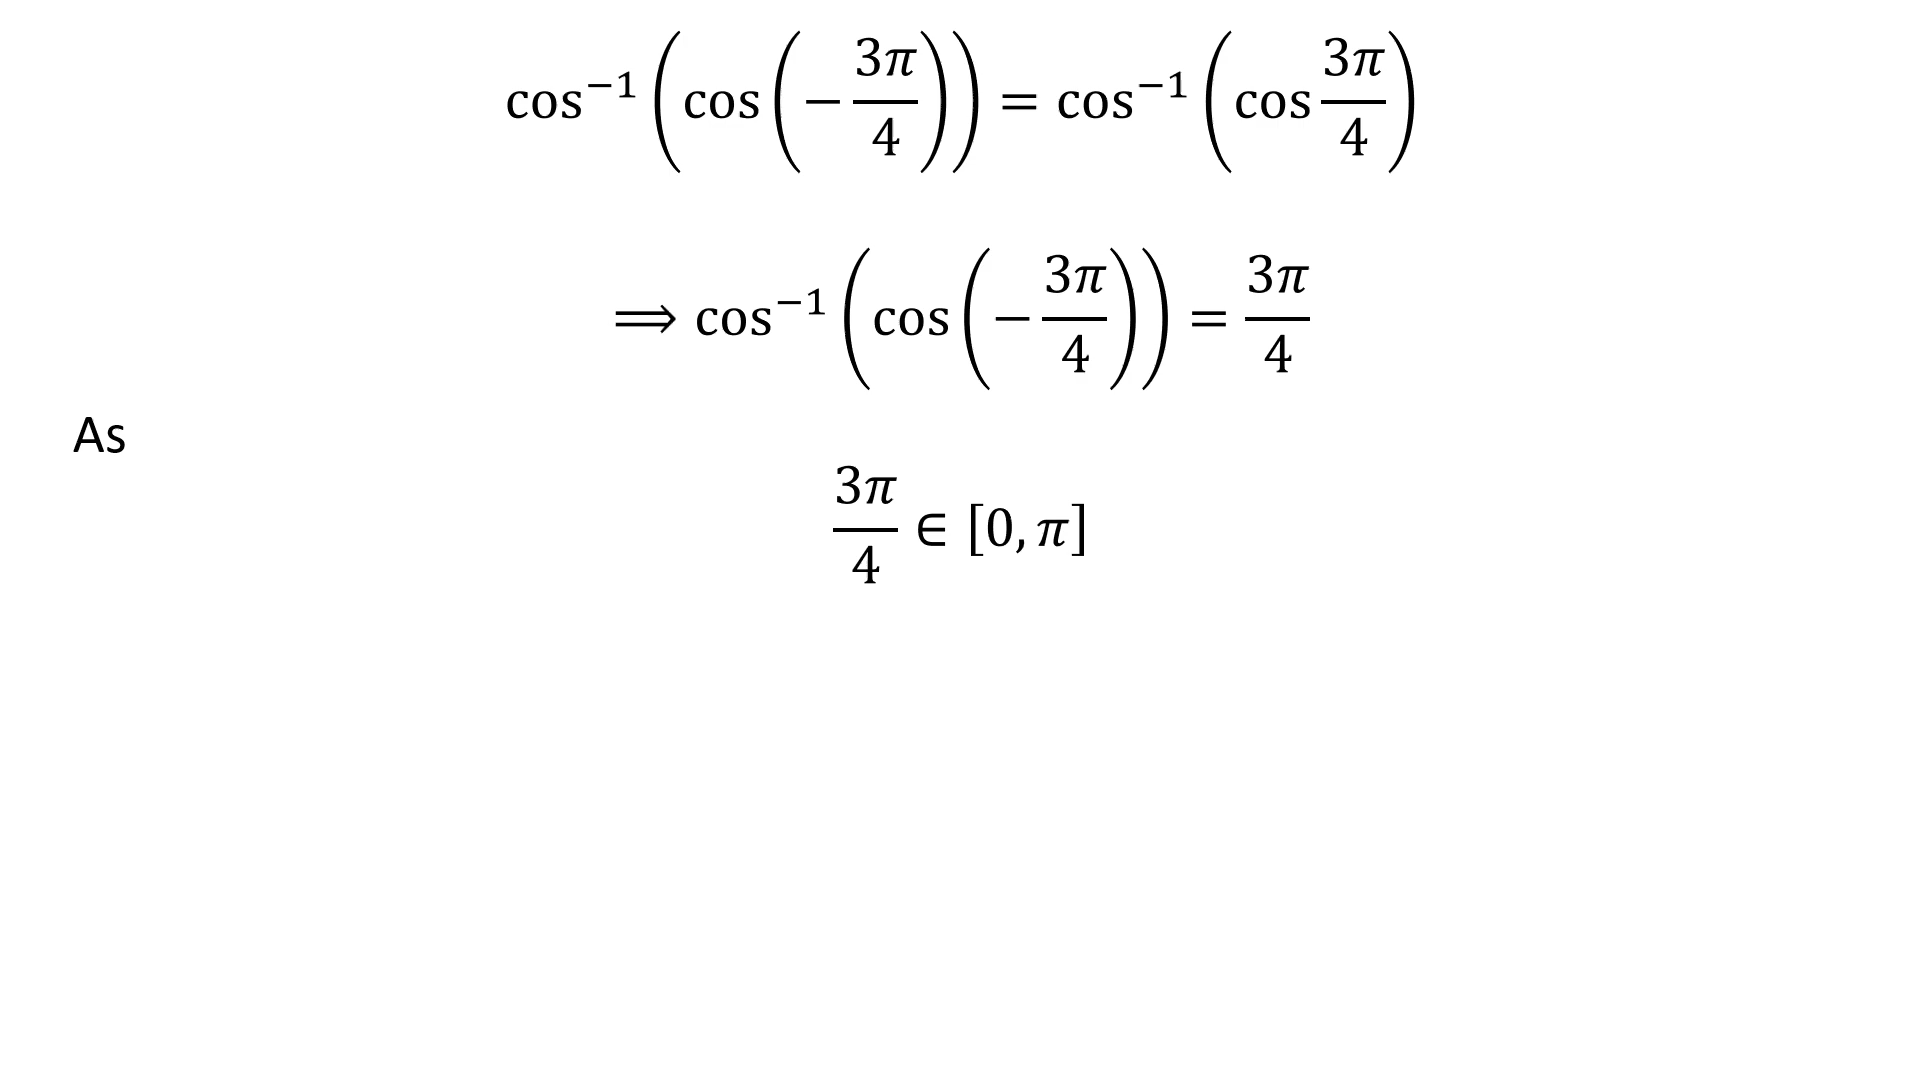 cos⁻¹(cos(−3π/4)) = cos⁻¹(cos 3π/4)
⟹ cos⁻¹(cos(−3π/4)) = 3π/4
As
3π/4 ∈ [0, π]